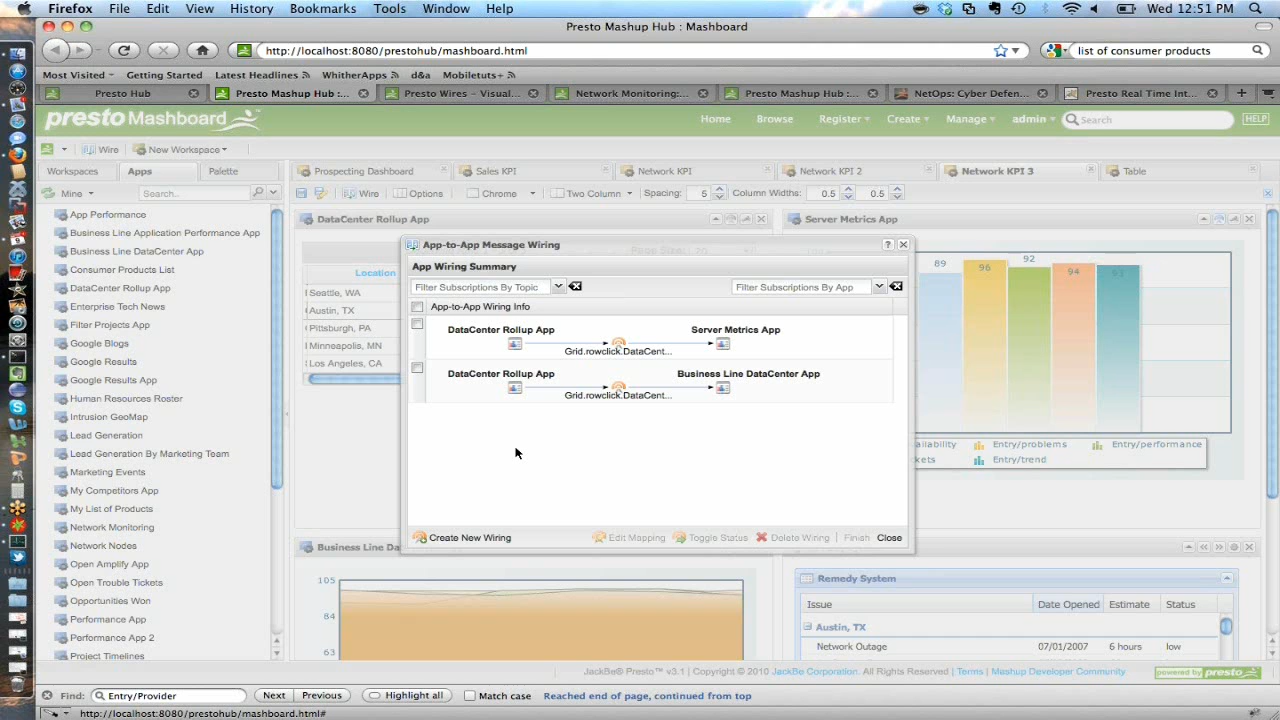 Firefox File Edit View History Bookmarks Tools Window Help Wed 12:51 PM
Presto Mashup Hub : Mashboard
http://localhost:8080/prestohub/mashboard.html list of consumer products
Most Visited Getting Started Latest Headlines WhitherApps d&a Mobiletuts+
Presto Hub Presto Mashup Hub :... Presto Wires – Visual... Network Monitoring:... Presto Mashup Hub :... NetOps: Cyber Defen... Presto Real Time Int...
presto Mashboard Home Browse Register Create Manage admin Search HELP
Wire New Workspace
Workspaces Apps Palette Prospecting Dashboard Sales KPI Network KPI Network KPI 2 Network KPI 3 Table
Mine Search... Wire Options Chrome Two Column Spacing: 5 Column Widths: 0.5 0.5
App Performance
Business Line Application Performance App
Business Line DataCenter App
Consumer Products List
DataCenter Rollup App
Enterprise Tech News
Filter Projects App
Google Blogs
Google Results
Google Results App
Human Resources Roster
Intrusion GeoMap
Lead Generation
Lead Generation By Marketing Team
Marketing Events
My Competitors App
My List of Products
Network Monitoring
Network Nodes
Open Amplify App
Open Trouble Tickets
Opportunities Won
Performance App
Performance App 2
Project Timelines
DataCenter Rollup App
Location
Seattle, WA
Austin, TX
Pittsburgh, PA
Minneapolis, M
Los Angeles, CA
App-to-App Message Wiring
App Wiring Summary
Filter Subscriptions By Topic Filter Subscriptions By App
App-to-App Wiring Info
DataCenter Rollup App Server Metrics App
Grid.rowclick.DataCent...
DataCenter Rollup App Business Line DataCenter App
Grid.rowclick.DataCent...
Create New Wiring Edit Mapping Toggle Status Delete Wiring Finish Close
Server Metrics App
89 96 92 94
ailability Entry/problems Entry/performance
kets Entry/trend
Business Line Da
105
84
63
Remedy System
Issue Date Opened Estimate Status
Austin, TX
Network Outage 07/01/2007 6 hours low
JackBe Presto™ v3.1 | Copyright © 2010 JackBe Corporation. All Rights Reserved | Terms | Mashup Developer Community powered by presto
Find: Entry/Provider Next Previous Highlight all Match case Reached end of page, continued from top
http://localhost:8080/prestohub/mashboard.html#